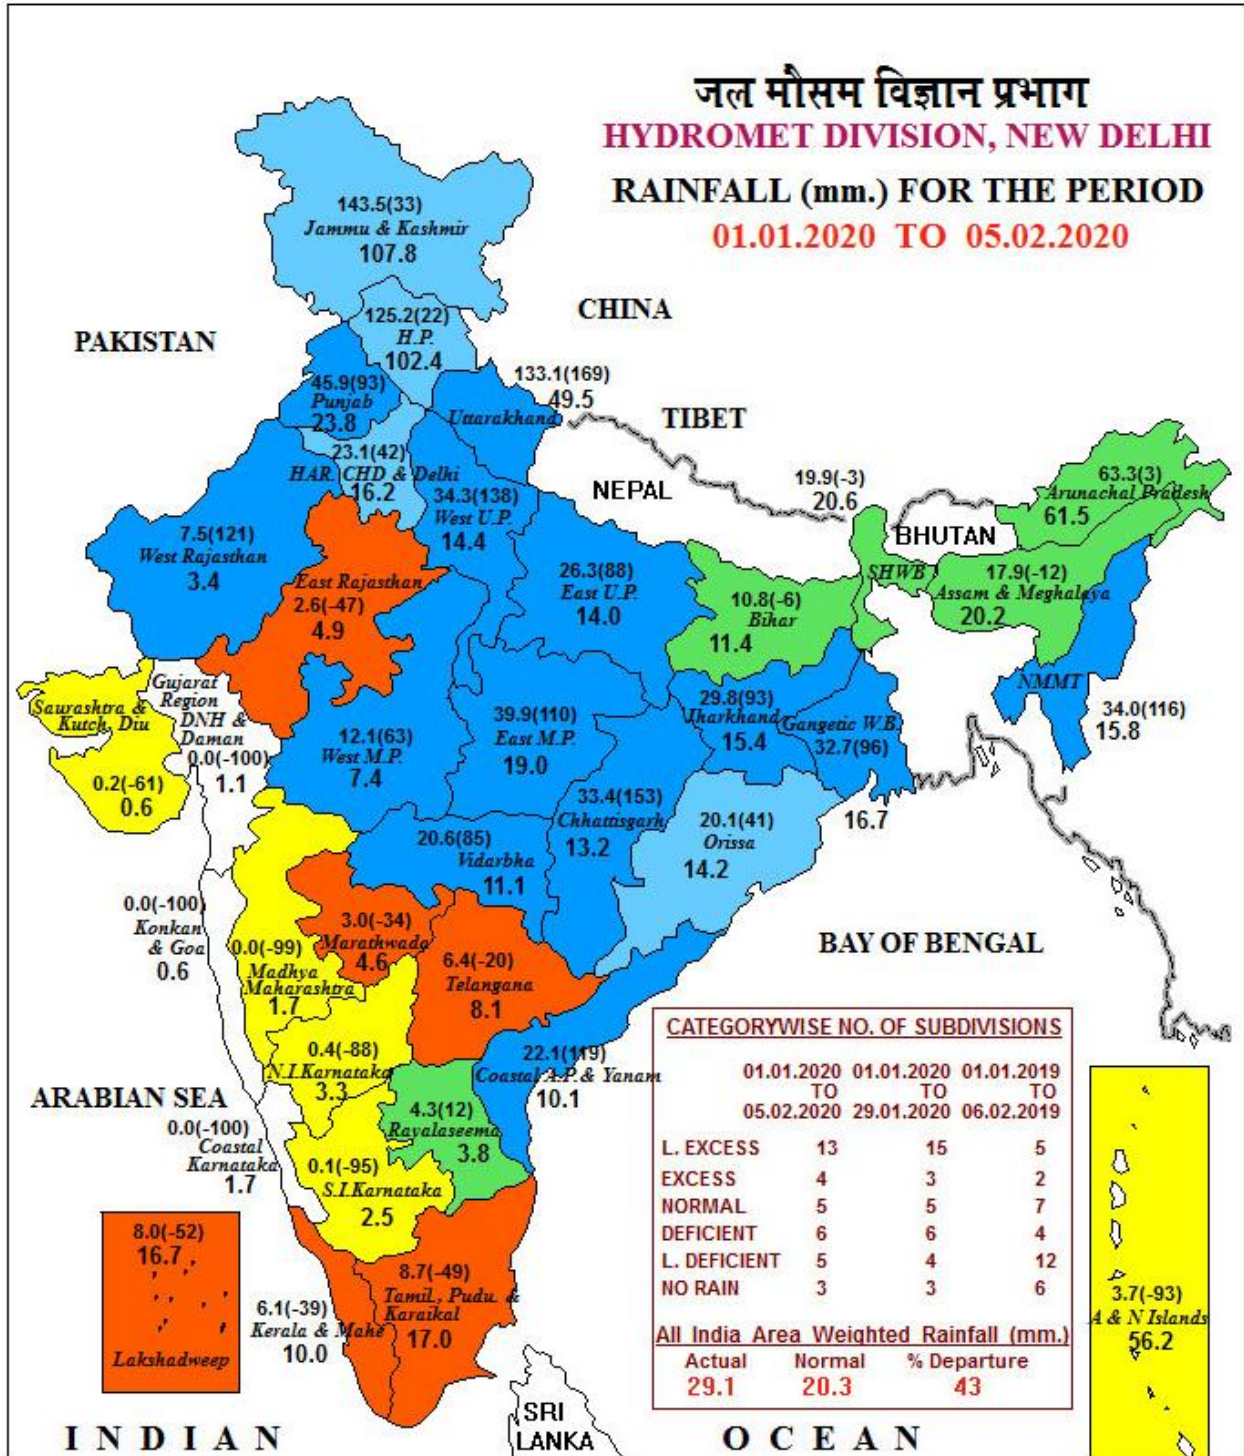 जल मौसम विज्ञान प्रभाग
HYDROMET DIVISION, NEW DELHI
RAINFALL (mm.) FOR THE PERIOD
01.01.2020 TO 05.02.2020
143.5(33)
Jammu & Kashmir
107.8
CHINA
125.2(22)
H.P.
102.4
PAKISTAN
133.1(169)
49.5
45.9(93)
Punjab
23.8
Uttarakhand
TIBET
23.1(42)
HAR. CHD & Delhi
16.2
NEPAL
19.9(-3)
20.6
63.3(3)
Arunachal Pradesh
61.5
BHUTAN
34.3(138)
West U.P.
14.4
7.5(121)
West Rajasthan
3.4
East Rajasthan
2.6(-47)
4.9
26.3(88)
East U.P.
14.0
SHWB
17.9(-12)
Assam & Meghalaya
20.2
10.8(-6)
Bihar
11.4
NMMT
34.0(116)
15.8
Gujarat
Region
DNH &
Daman
0.0(-100)
1.1
Saurashtra &
Kutch, Diu
0.2(-61)
0.6
12.1(63)
West M.P.
7.4
39.9(110)
East M.P.
19.0
29.8(93)
Jharkhand
15.4
Gangetic W.B.
32.7(96)
16.7
33.4(153)
Chhattisgarh
13.2
20.1(41)
Orissa
14.2
20.6(85)
Vidarbha
11.1
0.0(-100)
Konkan
& Goa
0.6
0.0(-99)
Madhya
Maharashtra
1.7
3.0(-34)
Marathwada
4.6
6.4(-20)
Telangana
8.1
BAY OF BENGAL
0.4(-88)
N.I.Karnataka
3.3
22.1(119)
Coastal A.P.& Yanam
10.1
ARABIAN SEA
0.0(-100)
Coastal
Karnataka
1.7
4.3(12)
Rayalaseema
3.8
0.1(-95)
S.I.Karnataka
2.5
8.0(-52)
16.7
Lakshadweep
6.1(-39)
Kerala & Mahe
10.0
8.7(-49)
Tamil. Pudu. &
Karaikal
17.0
CATEGORYWISE NO. OF SUBDIVISIONS
01.01.2020 01.01.2020 01.01.2019
TO TO TO
05.02.2020 29.01.2020 06.02.2019
L. EXCESS 13 15 5
EXCESS 4 3 2
NORMAL 5 5 7
DEFICIENT 6 6 4
L. DEFICIENT 5 4 12
NO RAIN 3 3 6
All India Area Weighted Rainfall (mm.)
Actual Normal % Departure
29.1 20.3 43
3.7(-93)
A & N Islands
56.2
SRI
LANKA
INDIAN OCEAN